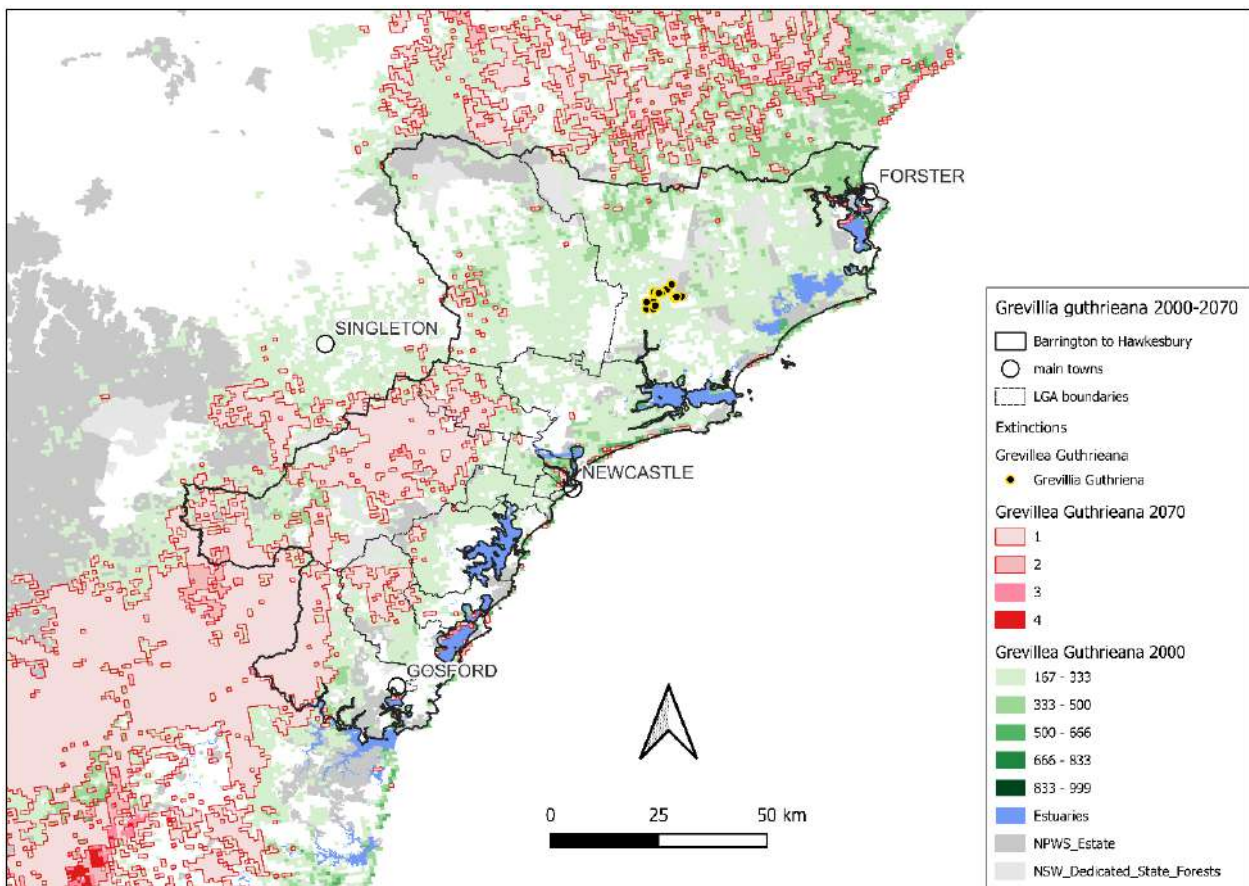 FORSTER
SINGLETON
NEWCASTLE
GOSFORD
0 25 50 km
Grevillia guthrieana 2000-2070
Barrington to Hawkesbury
main towns
LGA boundaries
Extinctions
Grevillea Guthrieana
Grevillia Guthriena
Grevillea Guthrieana 2070
1
2
3
4
Grevillea Guthrieana 2000
167 - 333
333 - 500
500 - 666
666 - 833
833 - 999
Estuaries
NPWS_Estate
NSW_Dedicated_State_Forests